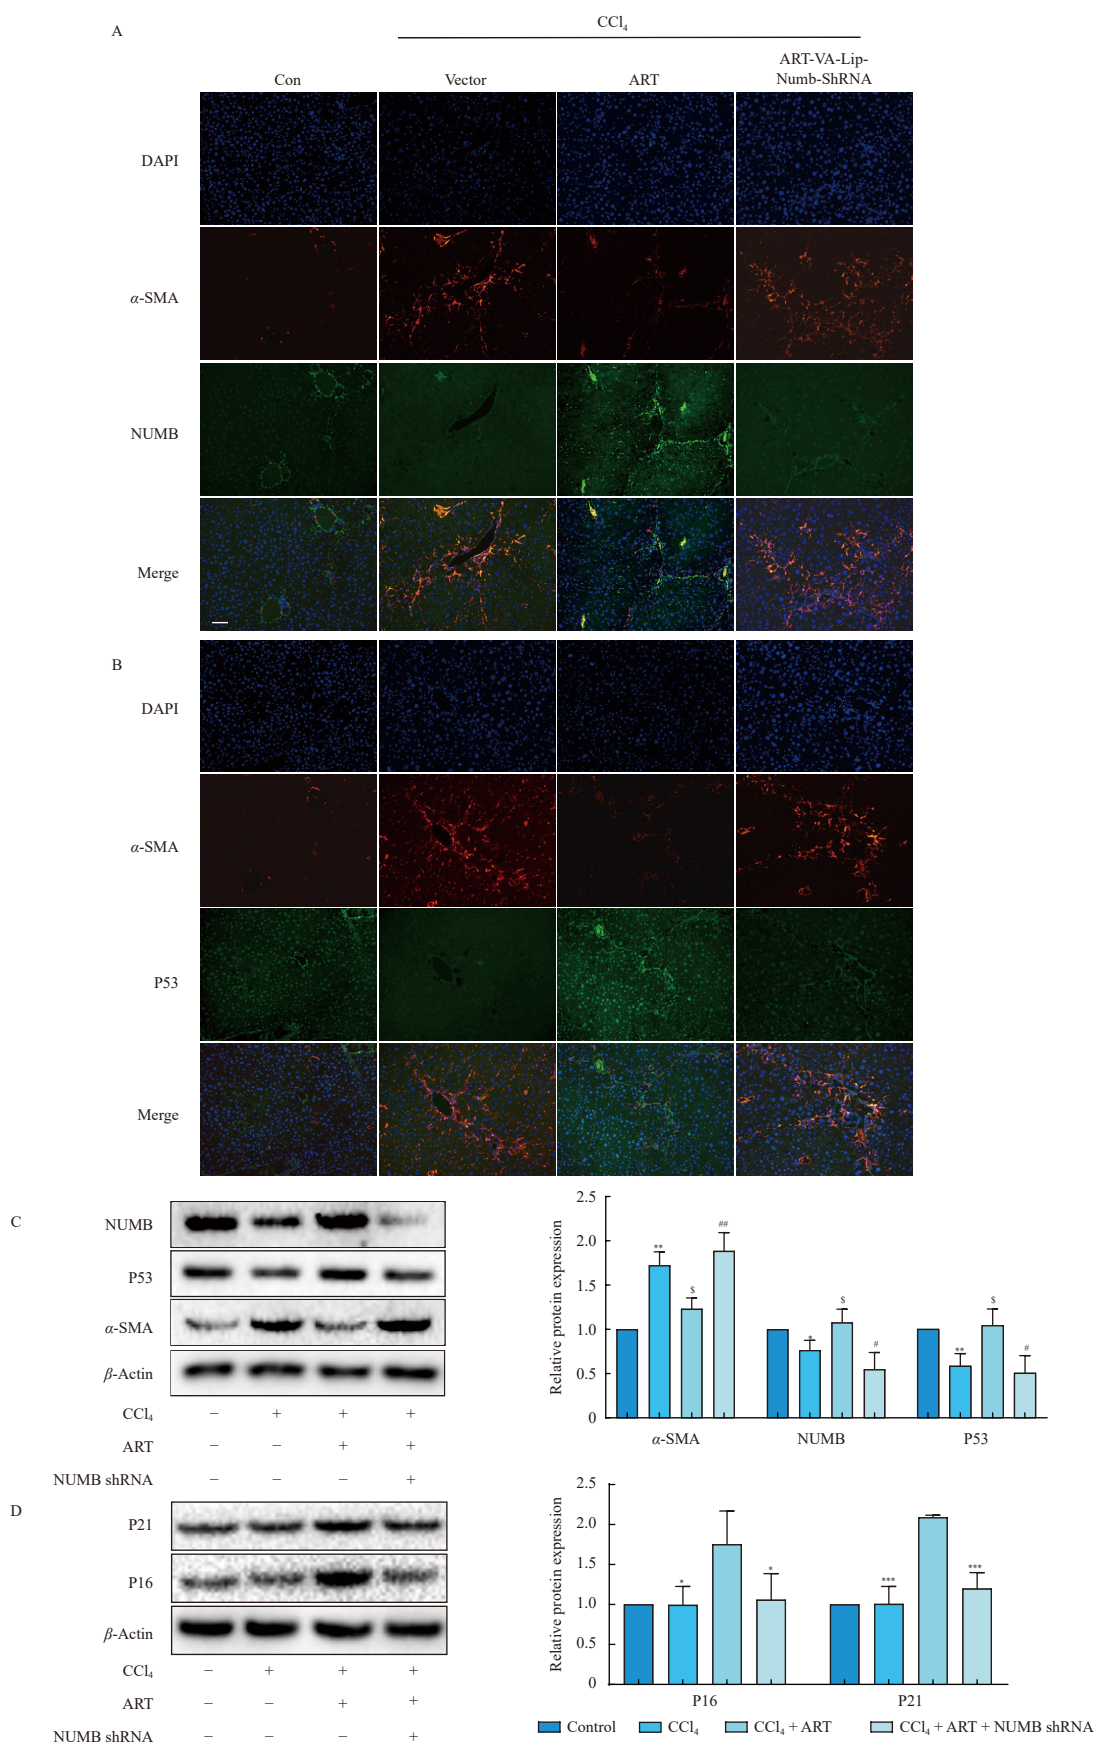 A
CCl4
Con
Vector
ART
ART-VA-Lip-
Numb-ShRNA
DAPI
α-SMA
NUMB
Merge
B
DAPI
α-SMA
P53
Merge
C
NUMB
P53
α-SMA
β-Actin
CCl4 − + + +
ART − − + +
NUMB shRNA − − − +
Relative protein expression
2.5
2.0
1.5
1.0
0.5
0
** $ ##
* $ #
** $ #
α-SMA NUMB P53
D
P21
P16
β-Actin
CCl4 − + + +
ART − − + +
NUMB shRNA − − − +
Relative protein expression
2.5
2.0
1.5
1.0
0.5
0
* *
*** ***
P16 P21
Control CCl4 CCl4 + ART CCl4 + ART + NUMB shRNA